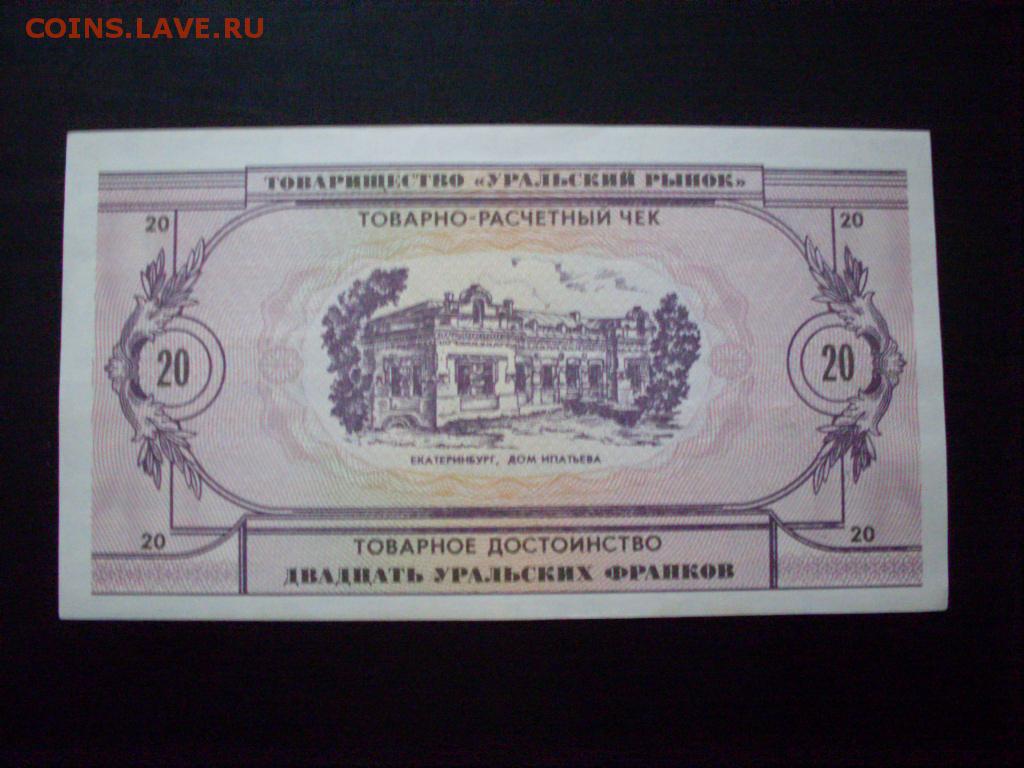 COINS.LAVE.RU
ТОВАРИЩЕСТВО «УРАЛЬСКИЙ РЫНОК»
ТОВАРНО-РАСЧЕТНЫЙ ЧЕК
20 20
20 20
ЕКАТЕРИНБУРГ, ДОМ ИПАТЬЕВА
20 20
ТОВАРНОЕ ДОСТОИНСТВО
ДВАДЦАТЬ УРАЛЬСКИХ ФРАНКОВ